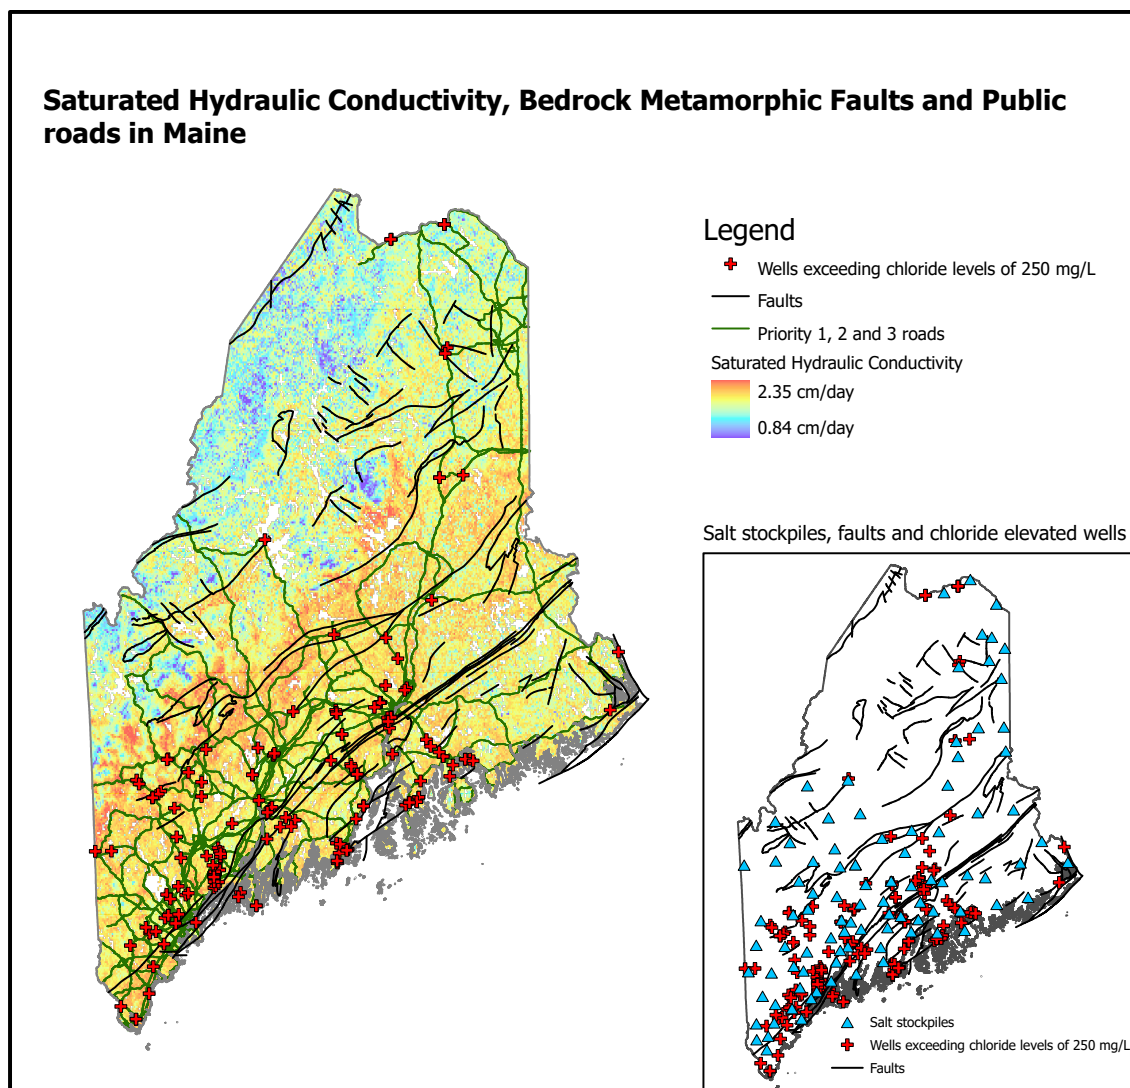 Saturated Hydraulic Conductivity, Bedrock Metamorphic Faults and Public
roads in Maine
Legend
Wells exceeding chloride levels of 250 mg/L
Faults
Priority 1, 2 and 3 roads
Saturated Hydraulic Conductivity
2.35 cm/day
0.84 cm/day
Salt stockpiles, faults and chloride elevated wells
Salt stockpiles
Wells exceeding chloride levels of 250 mg/L
Faults